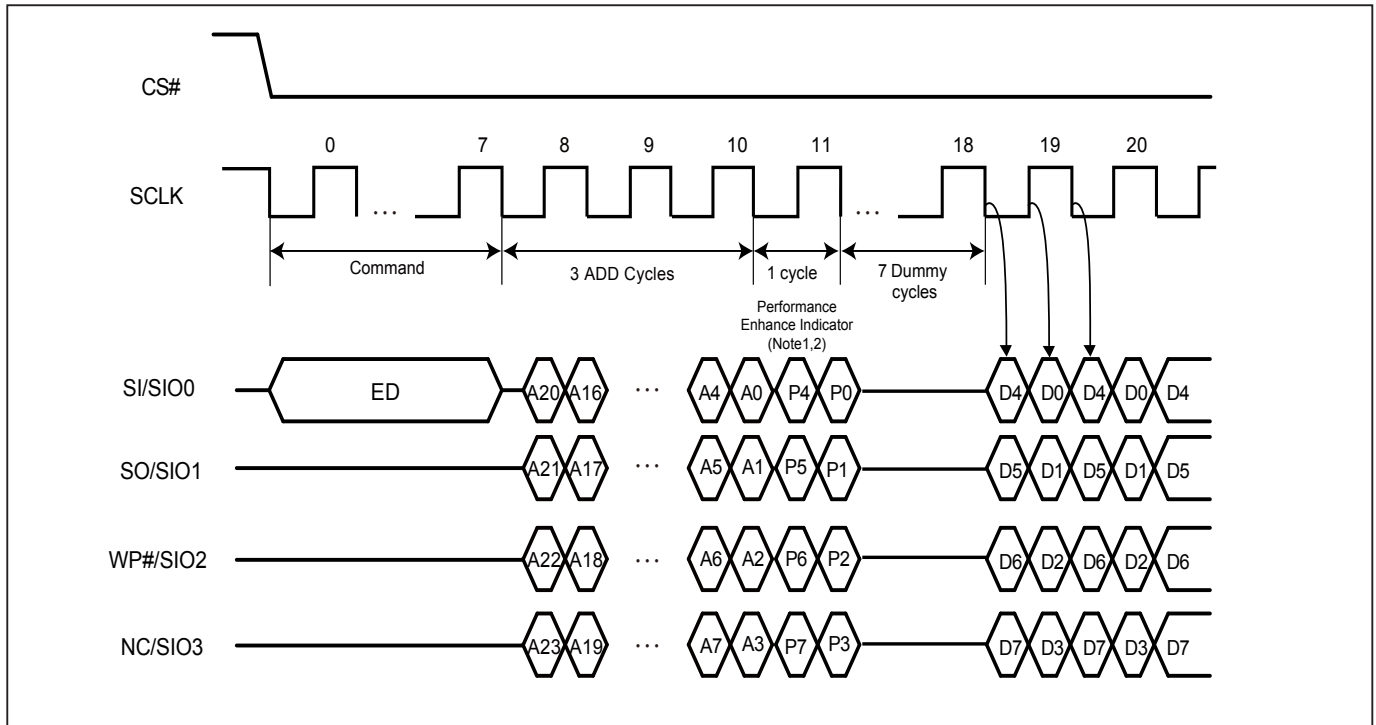 CS#
0 7 8 9 10 11 18 19 20
SCLK
... ...
Command
3 ADD Cycles
1 cycle
7 Dummy
cycles
Performance
Enhance Indicator
(Note1,2)
SI/SIO0 ED A20 A16 ... A4 A0 P4 P0 D4 D0 D4 D0 D4
SO/SIO1 A21 A17 ... A5 A1 P5 P1 D5 D1 D5 D1 D5
WP#/SIO2 A22 A18 ... A6 A2 P6 P2 D6 D2 D6 D2 D6
NC/SIO3 A23 A19 ... A7 A3 P7 P3 D7 D3 D7 D3 D7